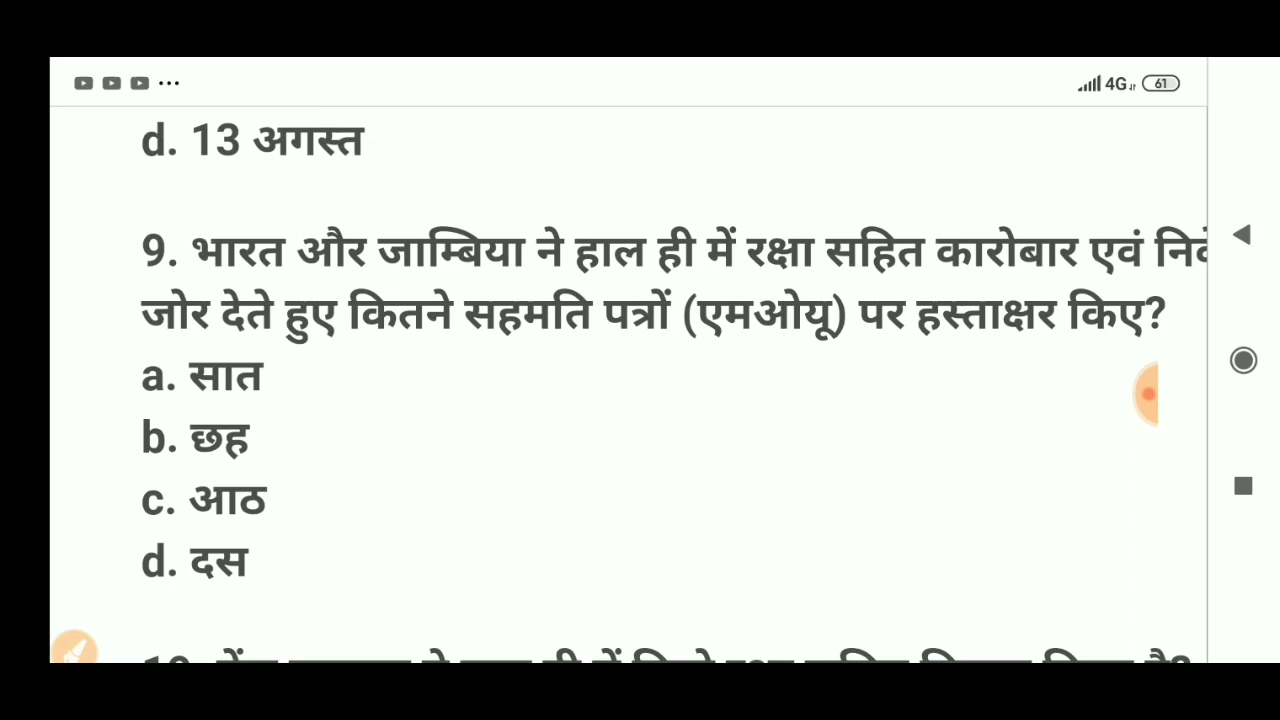 4G 61
d. 13 अगस्त
9. भारत और जाम्बिया ने हाल ही में रक्षा सहित कारोबार एवं
जोर देते हुए कितने सहमति पत्रों (एमओयू) पर हस्ताक्षर किए?
a. सात
b. छह
c. आठ
d. दस